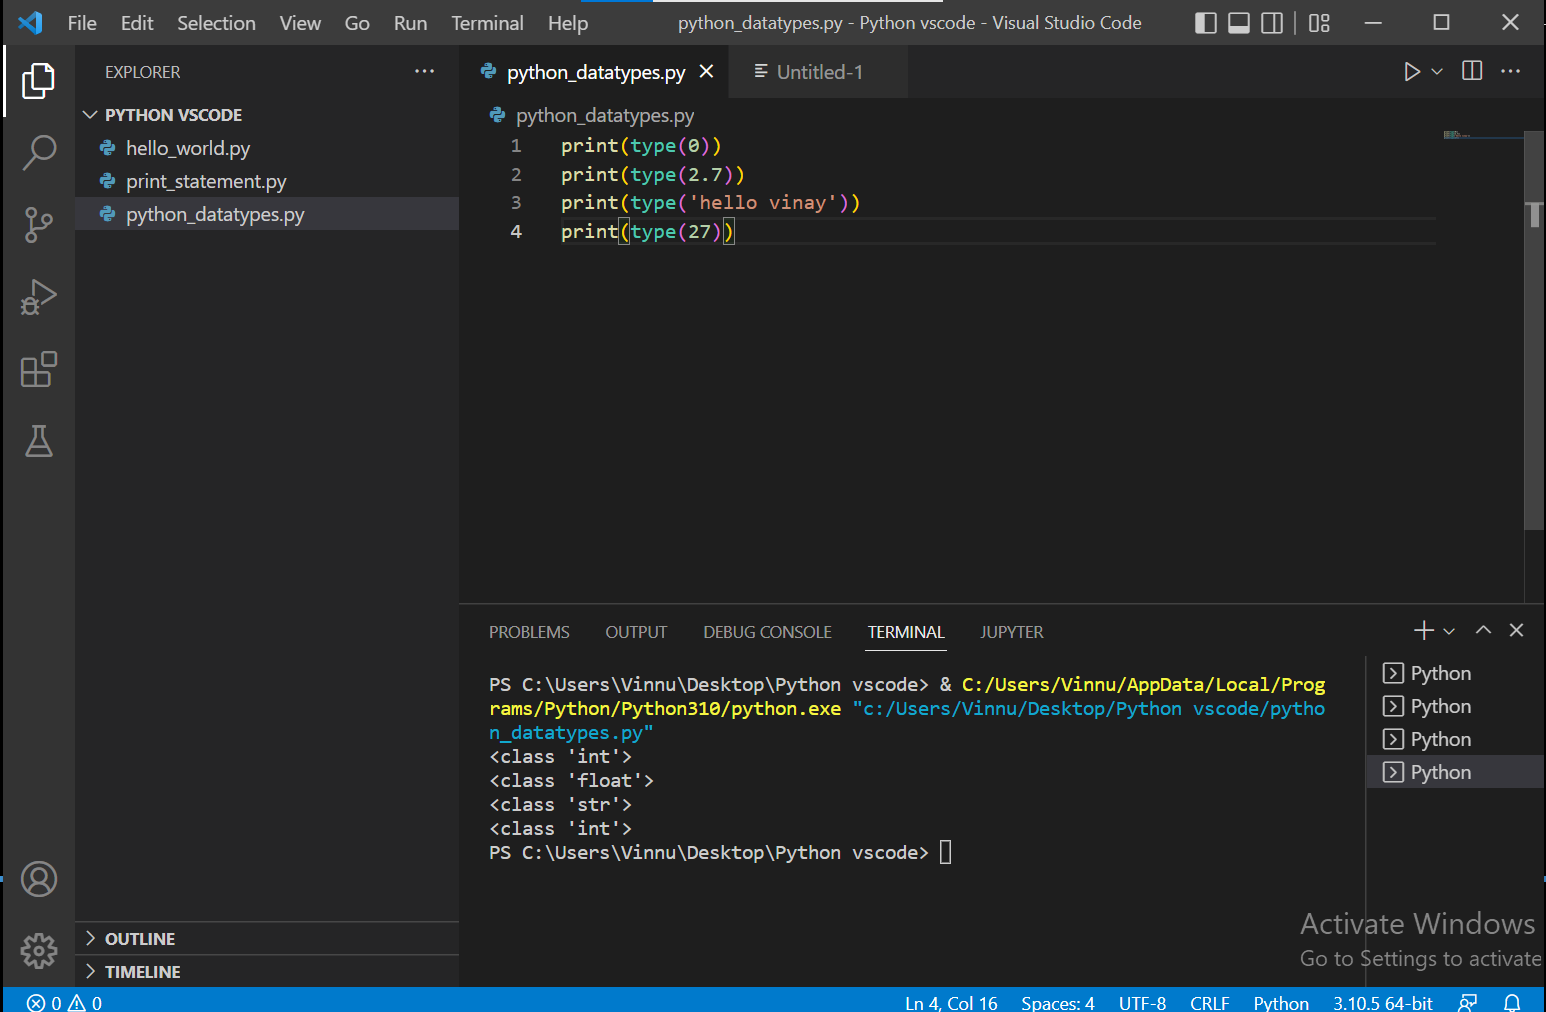 File Edit Selection View Go Run Terminal Help python_datatypes.py - Python vscode - Visual Studio Code
EXPLORER
PYTHON VSCODE
hello_world.py
print_statement.py
python_datatypes.py
OUTLINE
TIMELINE
python_datatypes.py Untitled-1
python_datatypes.py
1 print(type(0))
2 print(type(2.7))
3 print(type('hello vinay'))
4 print(type(27))
PROBLEMS OUTPUT DEBUG CONSOLE TERMINAL JUPYTER
PS C:\Users\Vinnu\Desktop\Python vscode> & C:/Users/Vinnu/AppData/Local/Prog
rams/Python/Python310/python.exe "c:/Users/Vinnu/Desktop/Python vscode/pytho
n_datatypes.py"
<class 'int'>
<class 'float'>
<class 'str'>
<class 'int'>
PS C:\Users\Vinnu\Desktop\Python vscode>
Python
Python
Python
Python
Activate Windows
Go to Settings to activate
0 0 Ln 4, Col 16 Spaces: 4 UTF-8 CRLF Python 3.10.5 64-bit